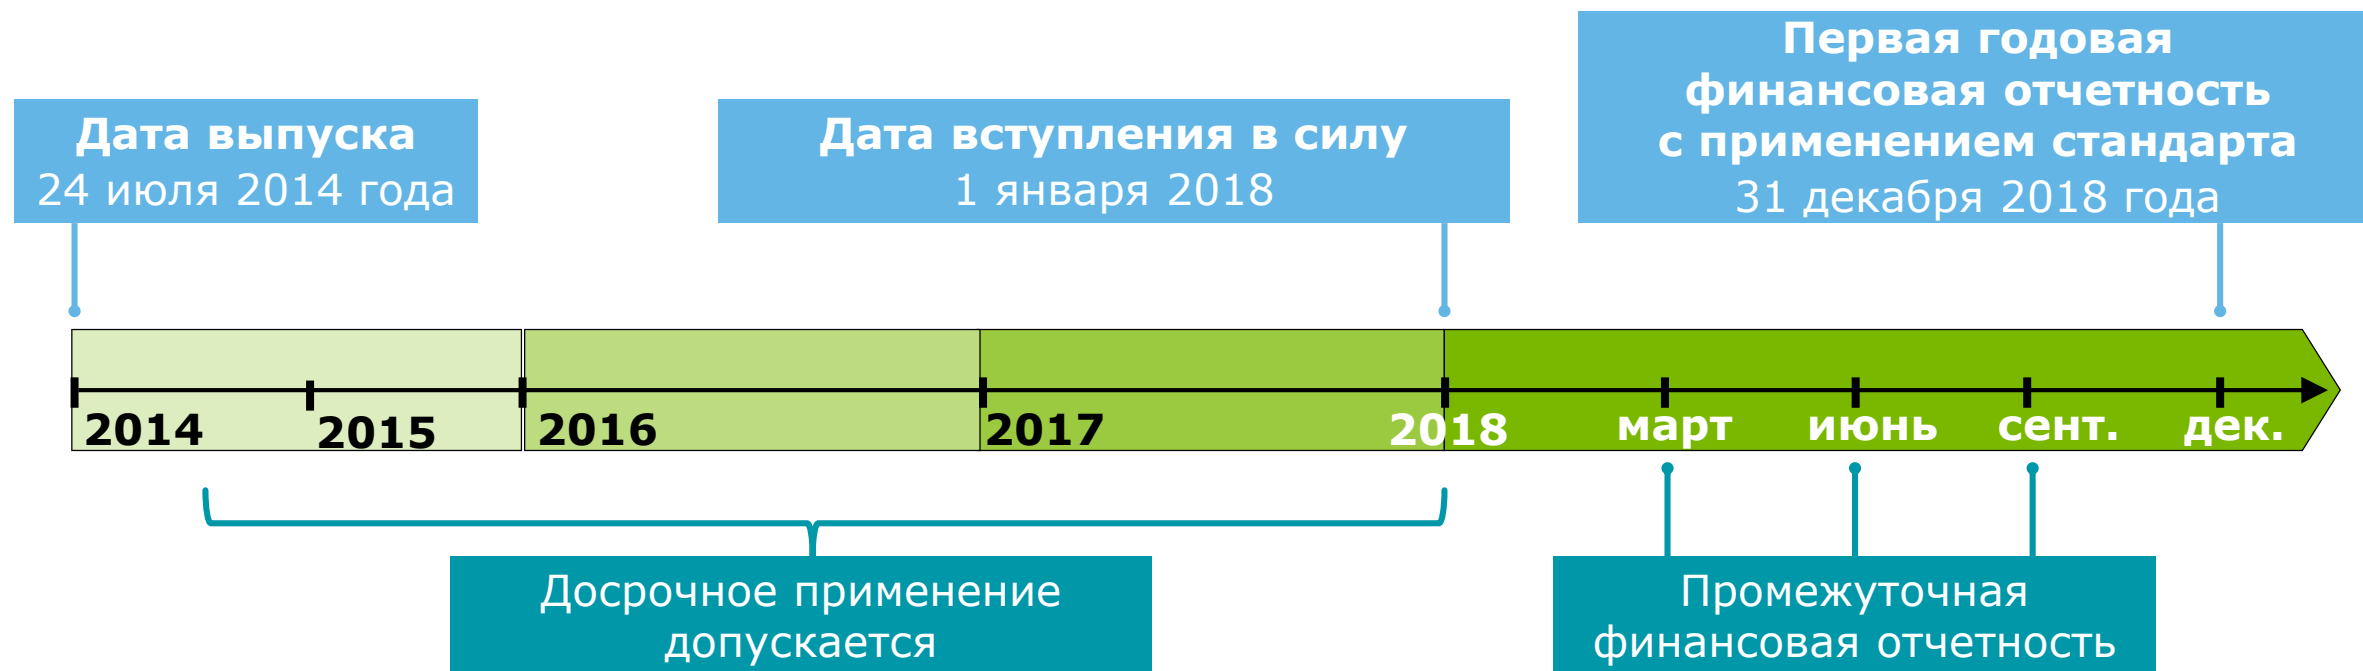 Дата выпуска
24 июля 2014 года
Дата вступления в силу
1 января 2018
Первая годовая
финансовая отчетность
с применением стандарта
31 декабря 2018 года
2014
2015
2016
2017
2018
март
июнь
сент.
дек.
Досрочное применение
допускается
Промежуточная
финансовая отчетность